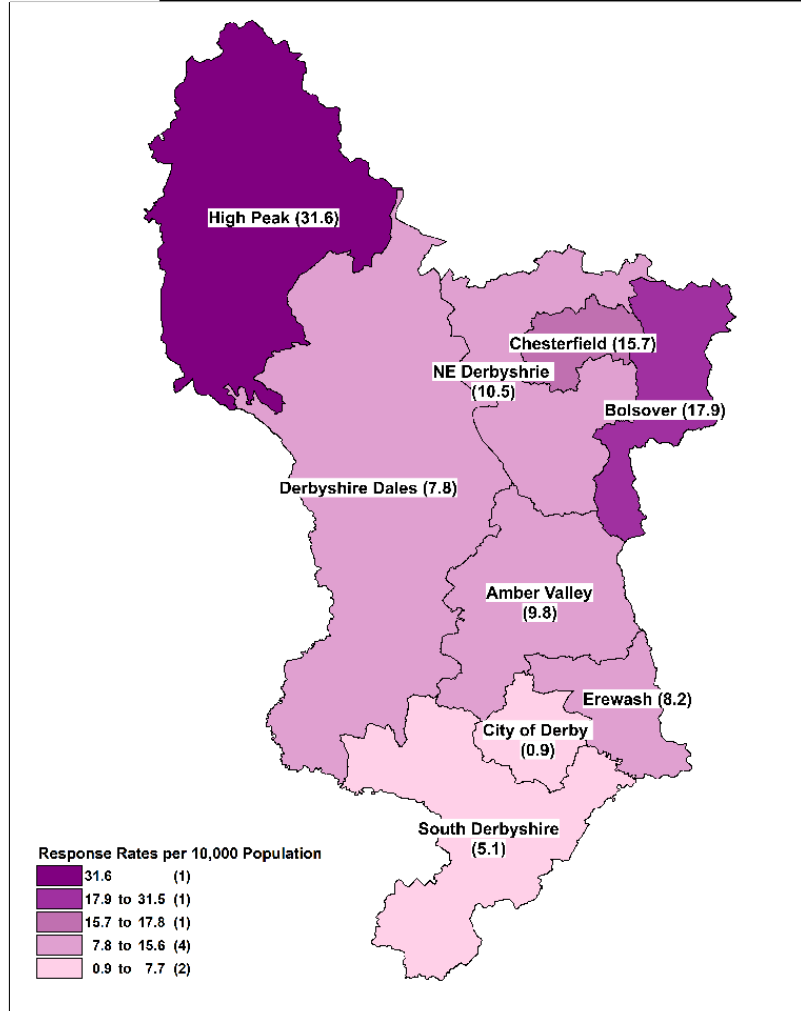 High Peak (31.6)
Chesterfield (15.7)
NE Derbyshrie
(10.5)
Bolsover (17.9)
Derbyshire Dales (7.8)
Amber Valley
(9.8)
Erewash (8.2)
City of Derby
(0.9)
South Derbyshire
(5.1)
Response Rates per 10,000 Population
31.6 (1)
17.9 to 31.5 (1)
15.7 to 17.8 (1)
7.8 to 15.6 (4)
0.9 to 7.7 (2)